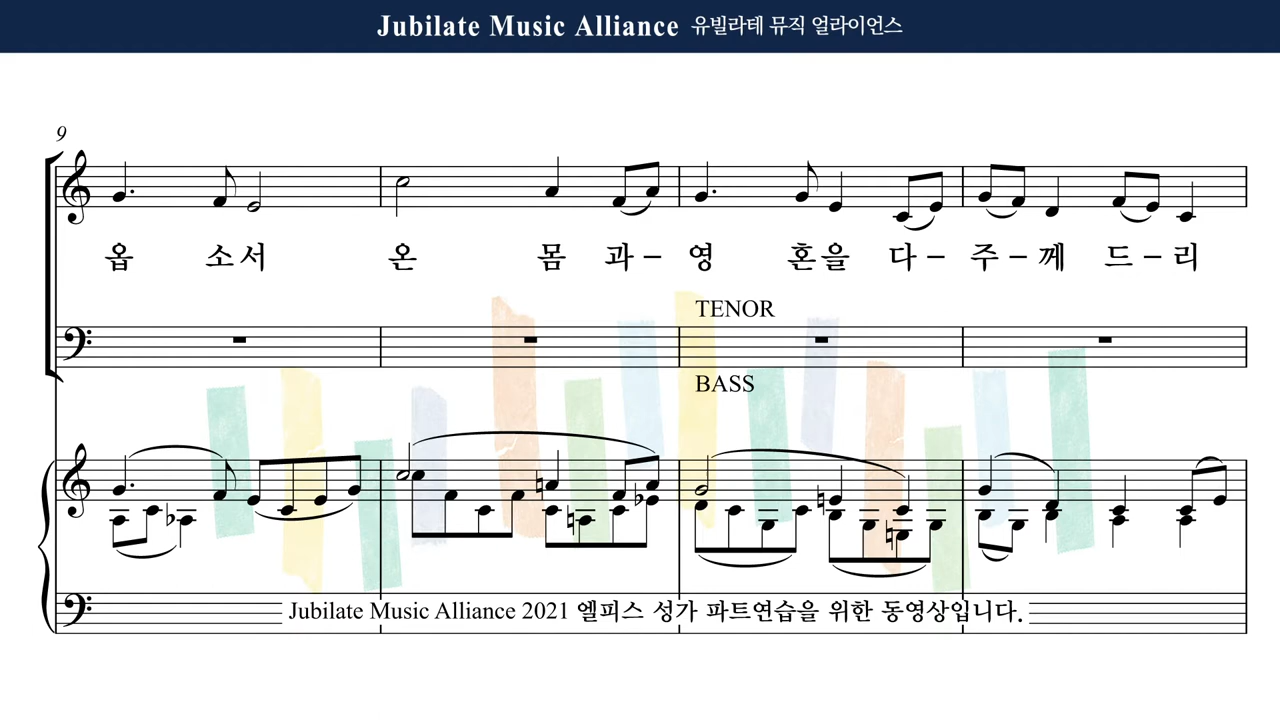 Jubilate Music Alliance 유빌라테 뮤직 얼라이언스
9
옵 소서 온 몸 과– 영 혼을 다– 주–께 드–리
TENOR
BASS
Jubilate Music Alliance 2021 엘피스 성가 파트연습을 위한 동영상입니다.